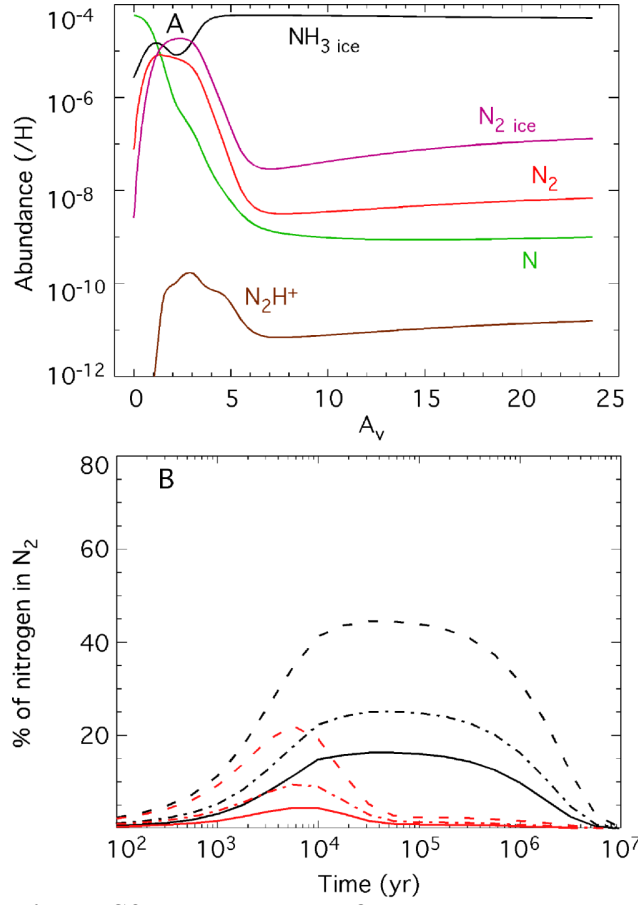 A
10⁻⁴
10⁻⁶
10⁻⁸
10⁻¹⁰
10⁻¹²
Abundance (/H)
NH₃ ice
N₂ ice
N₂
N
N₂H⁺
0 5 10 15 20 25
Aᵥ
B
80
60
40
20
% of nitrogen in N₂
10² 10³ 10⁴ 10⁵ 10⁶ 10⁷
Time (yr)